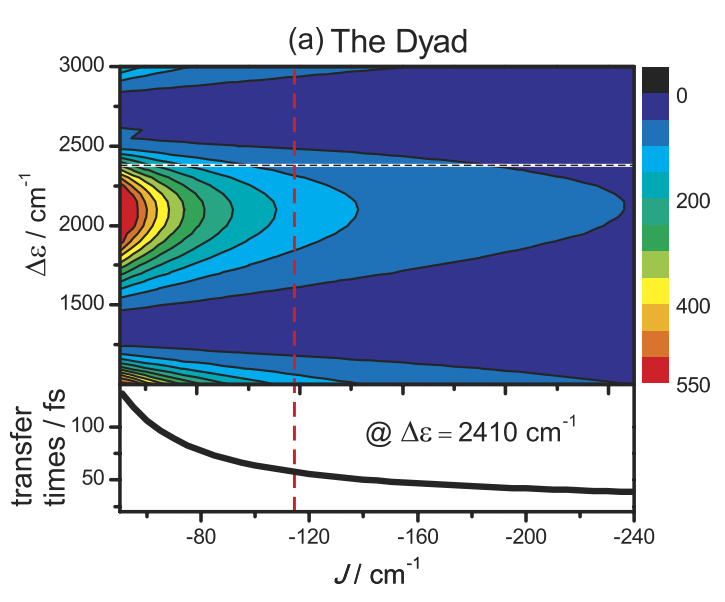 (a) The Dyad
3000
2500
2000
1500
Δε / cm⁻¹
0
200
400
550
transfer
times / fs
100
50
@ Δε = 2410 cm⁻¹
-80
-120
-160
-200
-240
J / cm⁻¹